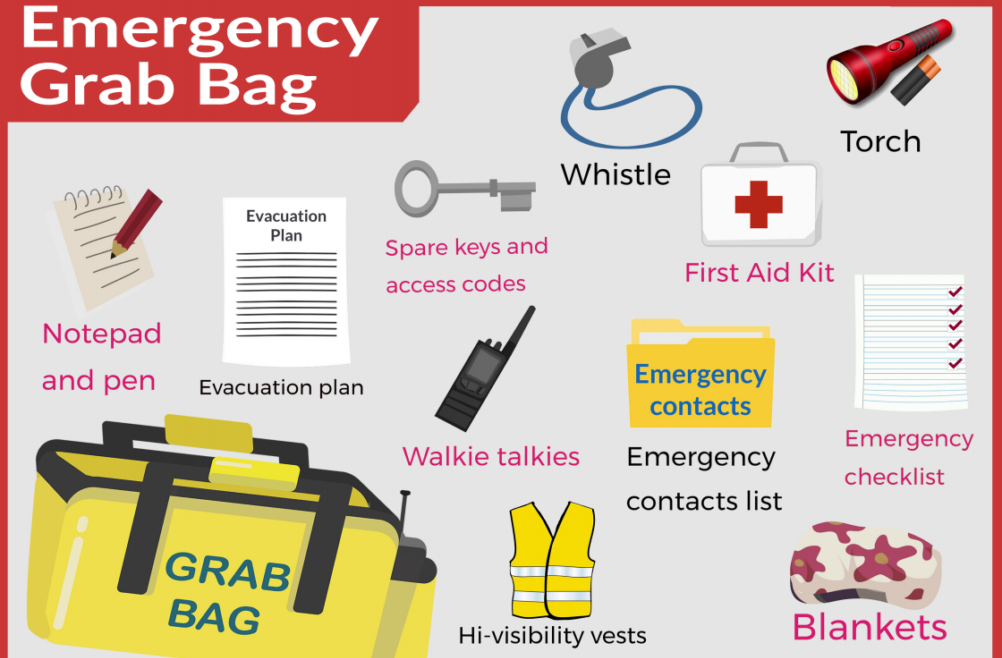 Emergency
Grab Bag
Whistle
Torch
Evacuation
Plan
Spare keys and
access codes
First Aid Kit
Notepad
and pen
Evacuation plan
Emergency
contacts
Walkie talkies
Emergency
contacts list
Emergency
checklist
GRAB
BAG
Hi-visibility vests
Blankets